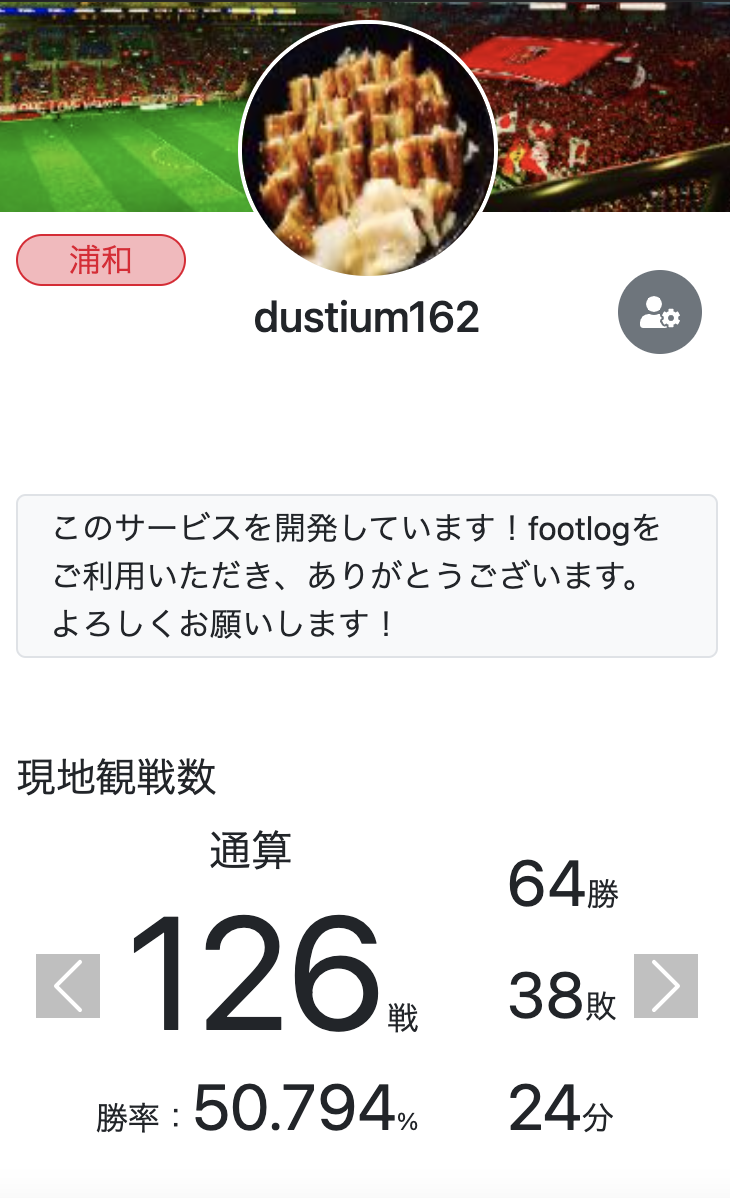 浦和
dustium162
このサービスを開発しています！footlogを
ご利用いただき、ありがとうございます。
よろしくお願いします！
現地観戦数
通算
126戦
勝率：50.794%
64勝
38敗
24分